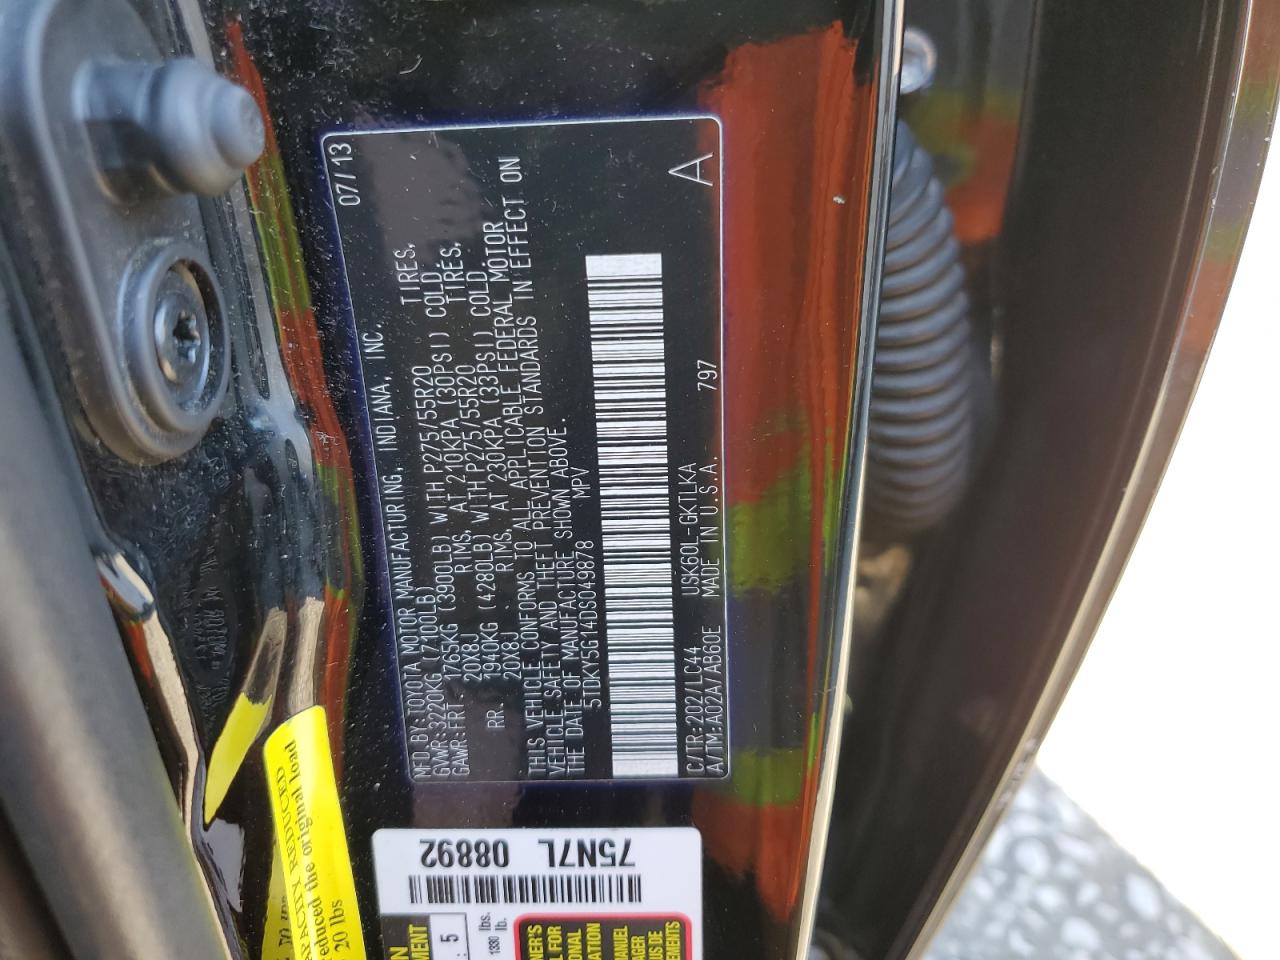 07/13
MFD.BY:TOYOTA MOTOR MANUFACTURING, INDIANA, INC.
GVWR:3220KG (7100LB)
GAWR:FRT. 1765KG (3900LB) WITH P275/55R20 TIRES,
20X8J RIMS, AT 210KPA (30PSI) COLD.
RR. 1940KG (4280LB) WITH P275/55R20 TIRES,
20X8J RIMS, AT 230KPA (33PSI) COLD.
THIS VEHICLE CONFORMS TO ALL APPLICABLE FEDERAL MOTOR
VEHICLE SAFETY AND THEFT PREVENTION STANDARDS IN EFFECT ON
THE DATE OF MANUFACTURE SHOWN ABOVE.
5TDKY5G14DS049878 MPV
C/TR:202/LC44 USK60L-GKTLKA 797
A/TM:A02A/AB60E MADE IN U.S.A.
A
08892
75N7L
REDUCED
reduced the original load
20 lbs
: 5
1330 lbs.
lb.